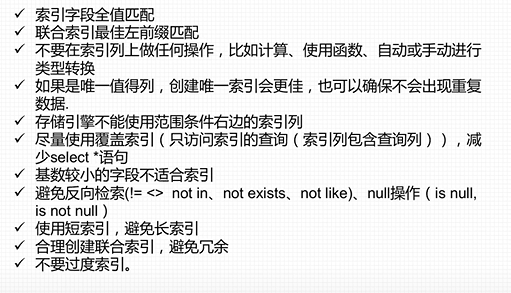 ✓ 索引字段全值匹配
✓ 联合索引最佳左前缀匹配
✓ 不要在索引列上做任何操作，比如计算、使用函数、自动或手动进行
类型转换
✓ 如果是唯一值得列，创建唯一索引会更佳，也可以确保不会出现重复
数据.
✓ 存储引擎不能使用范围条件右边的索引列
✓ 尽量使用覆盖索引（只访问索引的查询（索引列包含查询列）），减
少select *语句
✓ 基数较小的字段不适合索引
✓ 避免反向检索(!= <>  not in、not exists、not like)、null操作（is null,
is not null）
✓ 使用短索引，避免长索引
✓ 合理创建联合索引，避免冗余
✓ 不要过度索引。